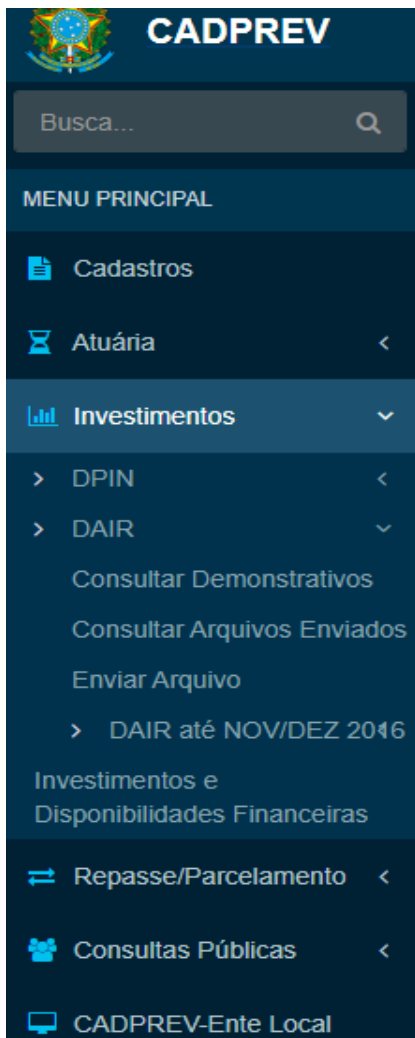 CADPREV
Busca...
MENU PRINCIPAL
Cadastros
Atuária
Investimentos
DPIN
DAIR
Consultar Demonstrativos
Consultar Arquivos Enviados
Enviar Arquivo
DAIR até NOV/DEZ 2016
Investimentos e
Disponibilidades Financeiras
Repasse/Parcelamento
Consultas Públicas
CADPREV-Ente Local